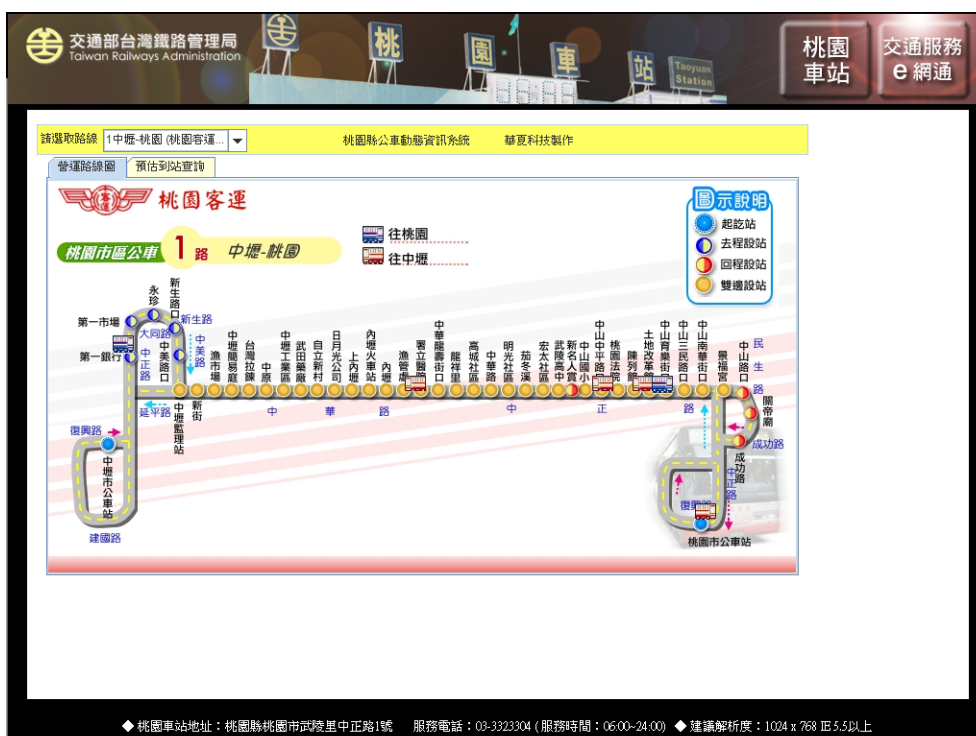 交通部台灣鐵路管理局
Taiwan Railways Administration
桃園車站
Taoyuan
Station
桃園
車站
交通服務
e網通
請選取路線 1中壢-桃園 (桃園客運...
桃園縣公車動態資訊系統 華夏科技製作
營運路線圖 預估到站查詢
客運 桃園客運
桃園市區公車 1 路 中壢-桃園
往桃園
往中壢
圖示說明
起訖站
去程設站
回程設站
雙邊設站
永珍
新生路口
第一市場
新生路
大同路
第一銀行
中正路
中美路口
中美路
延平路
復興路
中壢市公車站
建國路
中壢監理站
新街
漁市場
中壢簡易庭
台灣拉鍊
中原
中壢工業區
武田藥廠
自立新村
日月光公司
上內壢
內壢火車站
內壢
漁管處
署立醫院
中華龍壽街口
龍祥里
高城社區
中華路
明光社區
茄冬溪
宏太社區
武陵高中
新名人賞
中山國小
中山中平路口
桃園法院
陳列館
土地改革館
中山育樂街口
中山三民路口
中山南華街口
景福宮
中山路口
民生路
關帝廟
成功路
成功路
中正路
復興路
桃園市公車站
中華路
中正路
◆ 桃園車站地址：桃園縣桃園市武陵里中正路1號 服務電話：03-3323304 ( 服務時間：06:00~24:00) ◆ 建議解析度：1024 x 768 IE 5.5以上